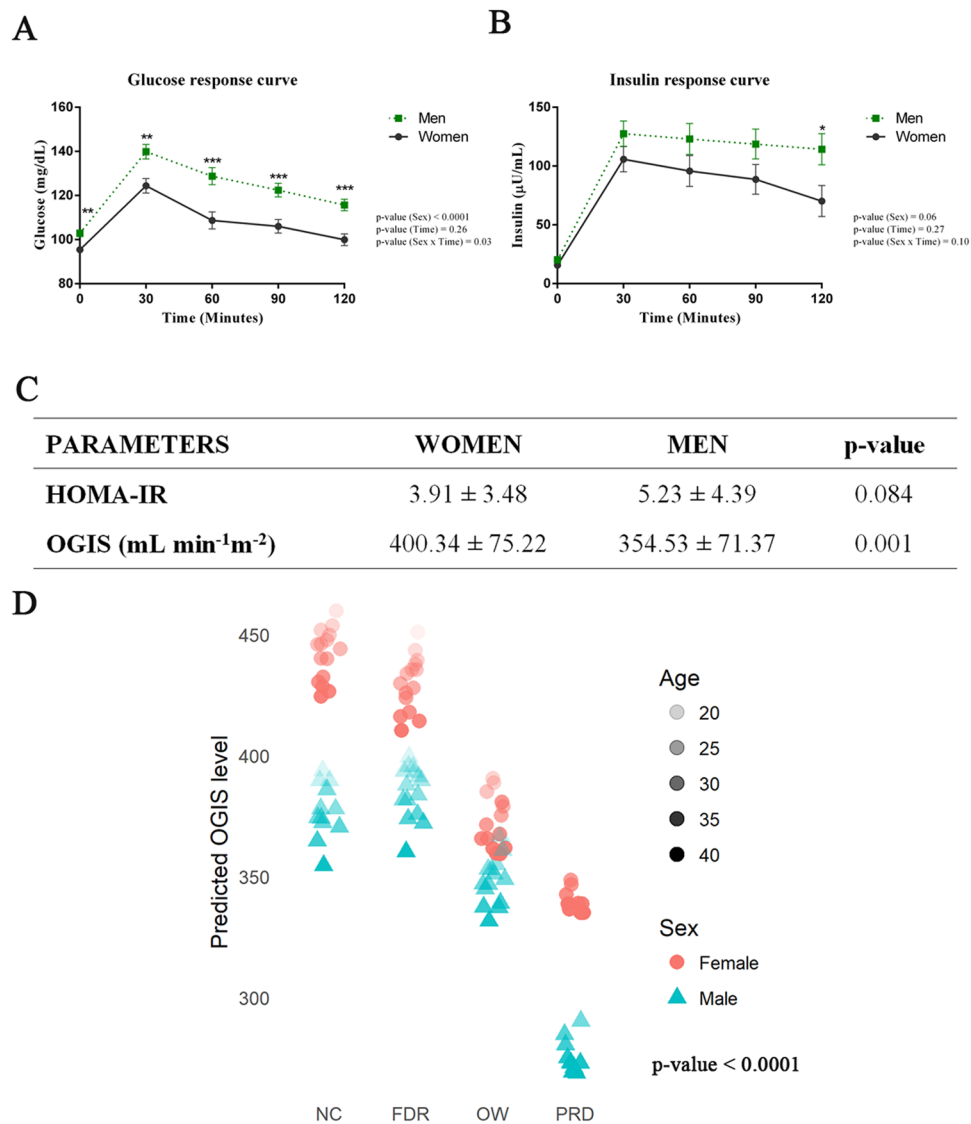 A
Glucose response curve
Glucose (mg/dL)
160
140
120
100
80
**
**
***
***
***
0
30
60
90
120
Time (Minutes)
Men
Women
p-value (Sex) < 0.0001
p-value (Time) = 0.26
p-value (Sex x Time) = 0.03
B
Insulin response curve
Insulin (µU/mL)
150
100
50
0
*
0
30
60
90
120
Time (Minutes)
Men
Women
p-value (Sex) = 0.06
p-value (Time) = 0.27
p-value (Sex x Time) = 0.10
C
PARAMETERS WOMEN MEN p-value
HOMA-IR 3.91 ± 3.48 5.23 ± 4.39 0.084
OGIS (mL min⁻¹m⁻²) 400.34 ± 75.22 354.53 ± 71.37 0.001
D
Predicted OGIS level
450
400
350
300
NC FDR OW PRD
Age
20
25
30
35
40
Sex
Female
Male
p-value < 0.0001